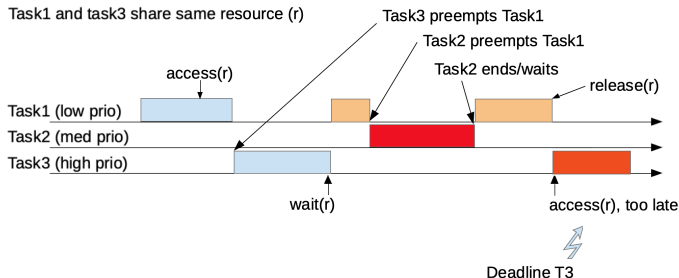 Task1 and task3 share same resource (r)
Task3 preempts Task1
Task2 preempts Task1
access(r)
Task2 ends/waits
release(r)
Task1 (low prio)
Task2 (med prio)
Task3 (high prio)
wait(r)
access(r), too late
Deadline T3